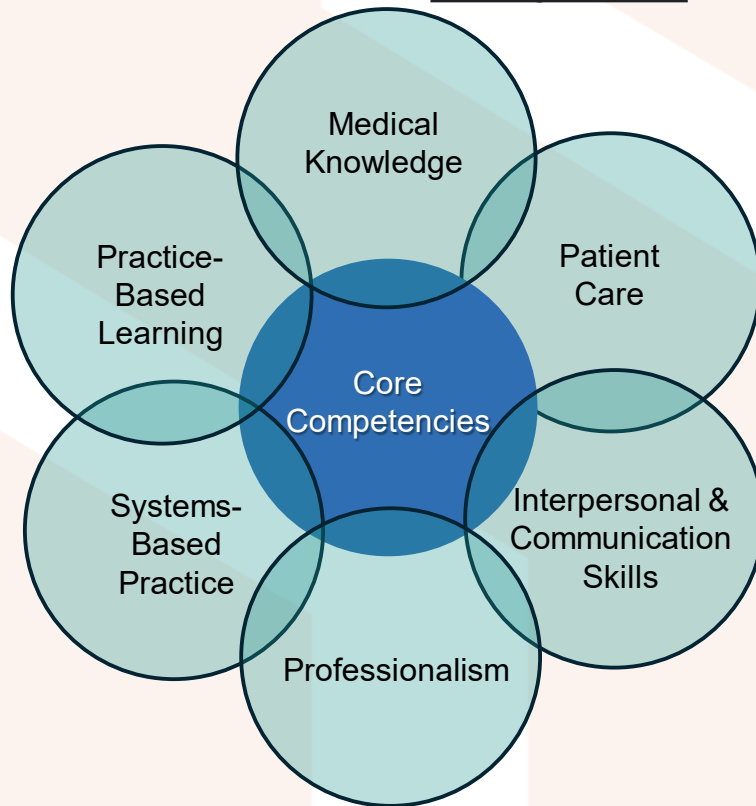 Medical
Knowledge
Patient
Care
Interpersonal &
Communication
Skills
Professionalism
Systems-
Based
Practice
Practice-
Based
Learning
Core
Competencies